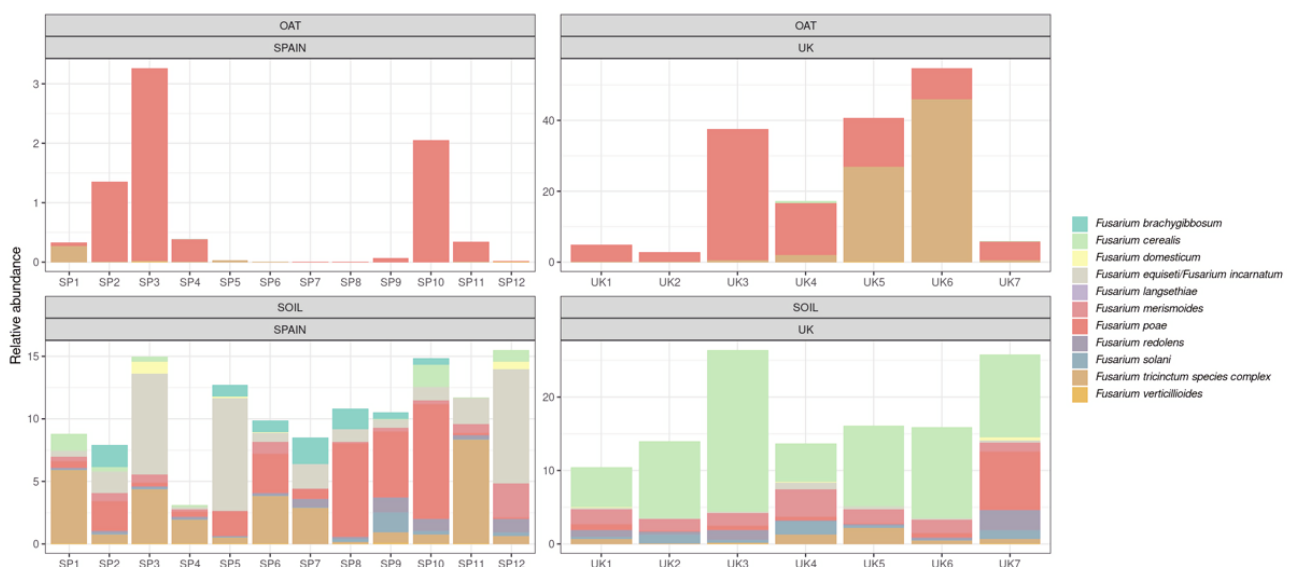 OAT
SPAIN
3
2
1
0
SP1 SP2 SP3 SP4 SP5 SP6 SP7 SP8 SP9 SP10 SP11 SP12
OAT
UK
40
20
0
UK1 UK2 UK3 UK4 UK5 UK6 UK7
Relative abundance
SOIL
SPAIN
15
10
5
0
SP1 SP2 SP3 SP4 SP5 SP6 SP7 SP8 SP9 SP10 SP11 SP12
SOIL
UK
20
10
0
UK1 UK2 UK3 UK4 UK5 UK6 UK7
Fusarium brachygibbosum
Fusarium cerealis
Fusarium domesticum
Fusarium equiseti/Fusarium incarnatum
Fusarium langsethiae
Fusarium merismoides
Fusarium poae
Fusarium redolens
Fusarium solani
Fusarium tricinctum species complex
Fusarium verticillioides